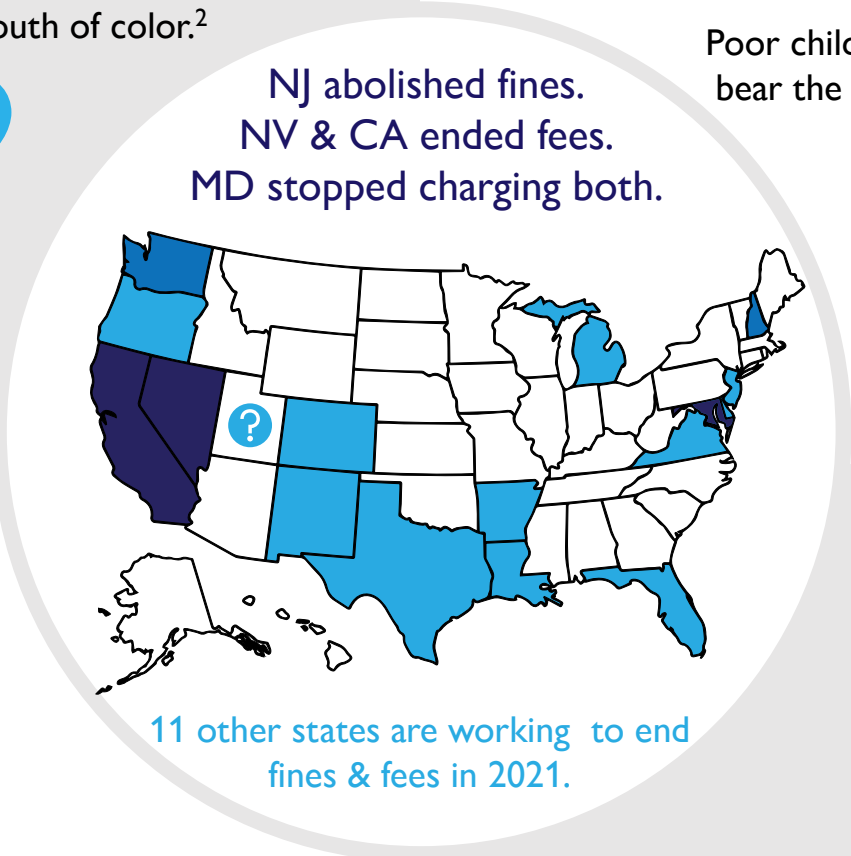 outh of color.2
Poor chilc
bear the
NJ abolished fines.
NV & CA ended fees.
MD stopped charging both.
?
11 other states are working to end
fines & fees in 2021.